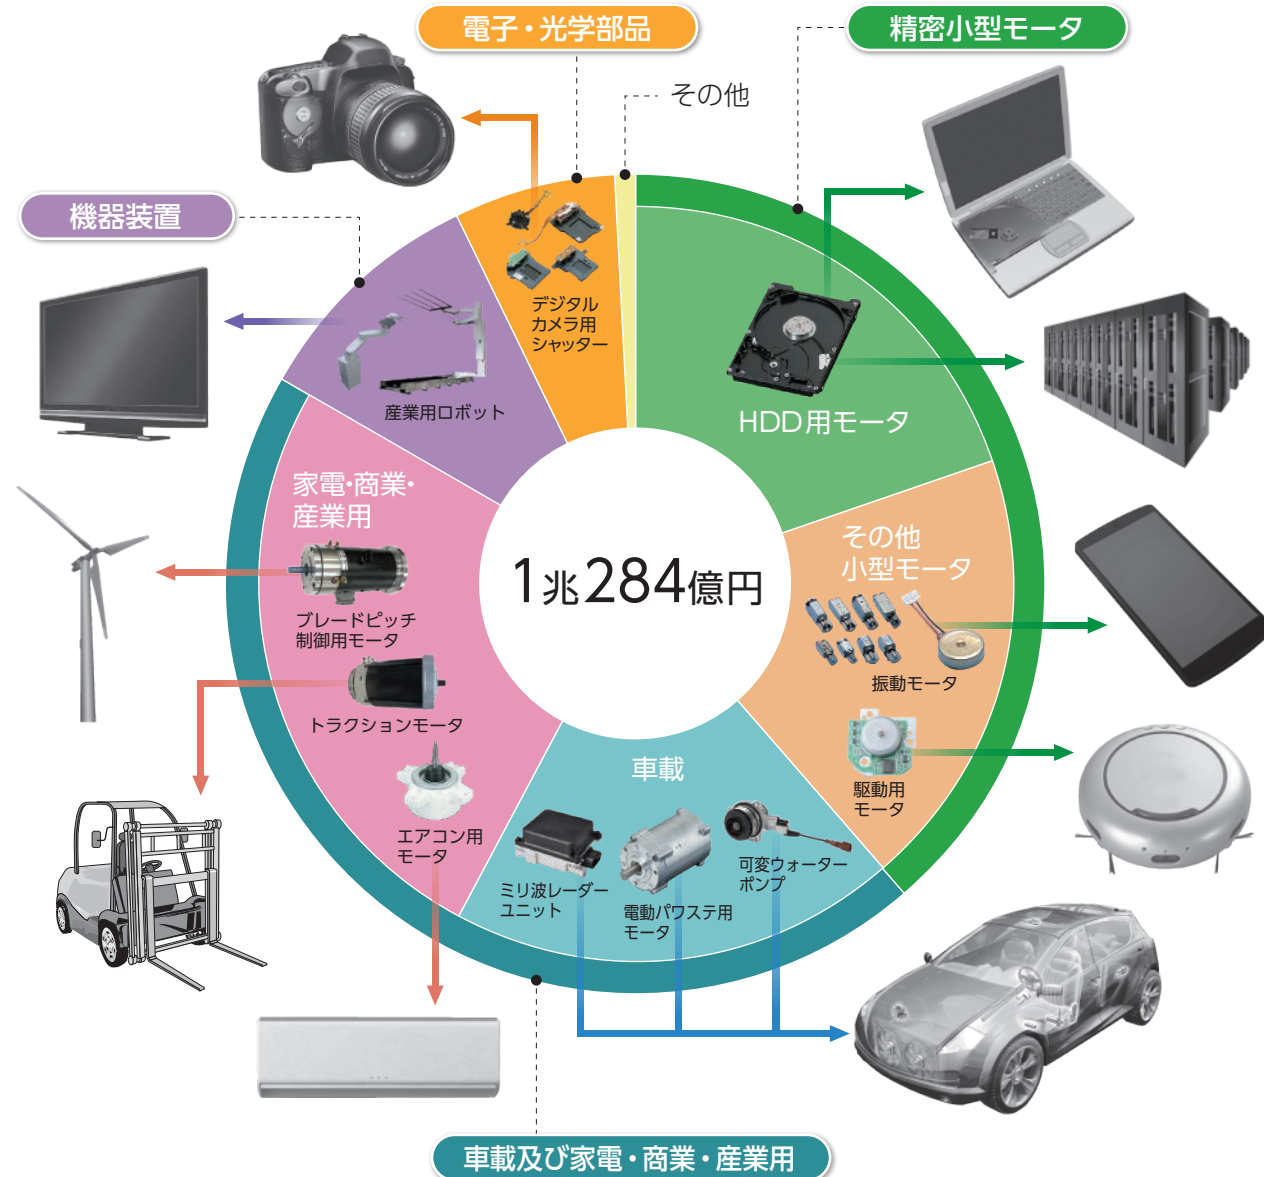 電子・光学部品
精密小型モータ
その他
機器装置
デジタル
カメラ用
シャッター
産業用ロボット
HDD用モータ
家電・商業・
産業用
その他
小型モータ
1兆284億円
ブレードピッチ
制御用モータ
振動モータ
トラクションモータ
車載
駆動用
モータ
エアコン用
モータ
可変ウォーター
ポンプ
ミリ波レーダー
ユニット
電動パワステ用
モータ
車載及び家電・商業・産業用